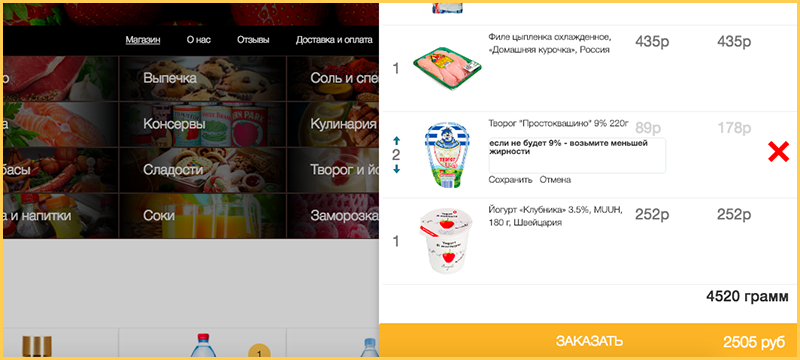 Магазин О нас Отзывы Доставка и оплата
о Выпечка Соль и спе
а Консервы Кулинария
басы Сладости Творог и йо
а и напитки Соки Заморозка
1
Филе цыпленка охлажденное,
«Домашняя курочка», Россия
435р 435р
1
Творог "Простоквашино" 9% 220г
89р 178р
2
если не будет 9% - возьмите меньшей
жирности
Сохранить Отмена
ТВОРОГ
Йогурт «Клубника» 3.5%, MUUH,
180 г, Швейцария
252р 252р
1
4520 грамм
ЗАКАЗАТЬ 2505 руб